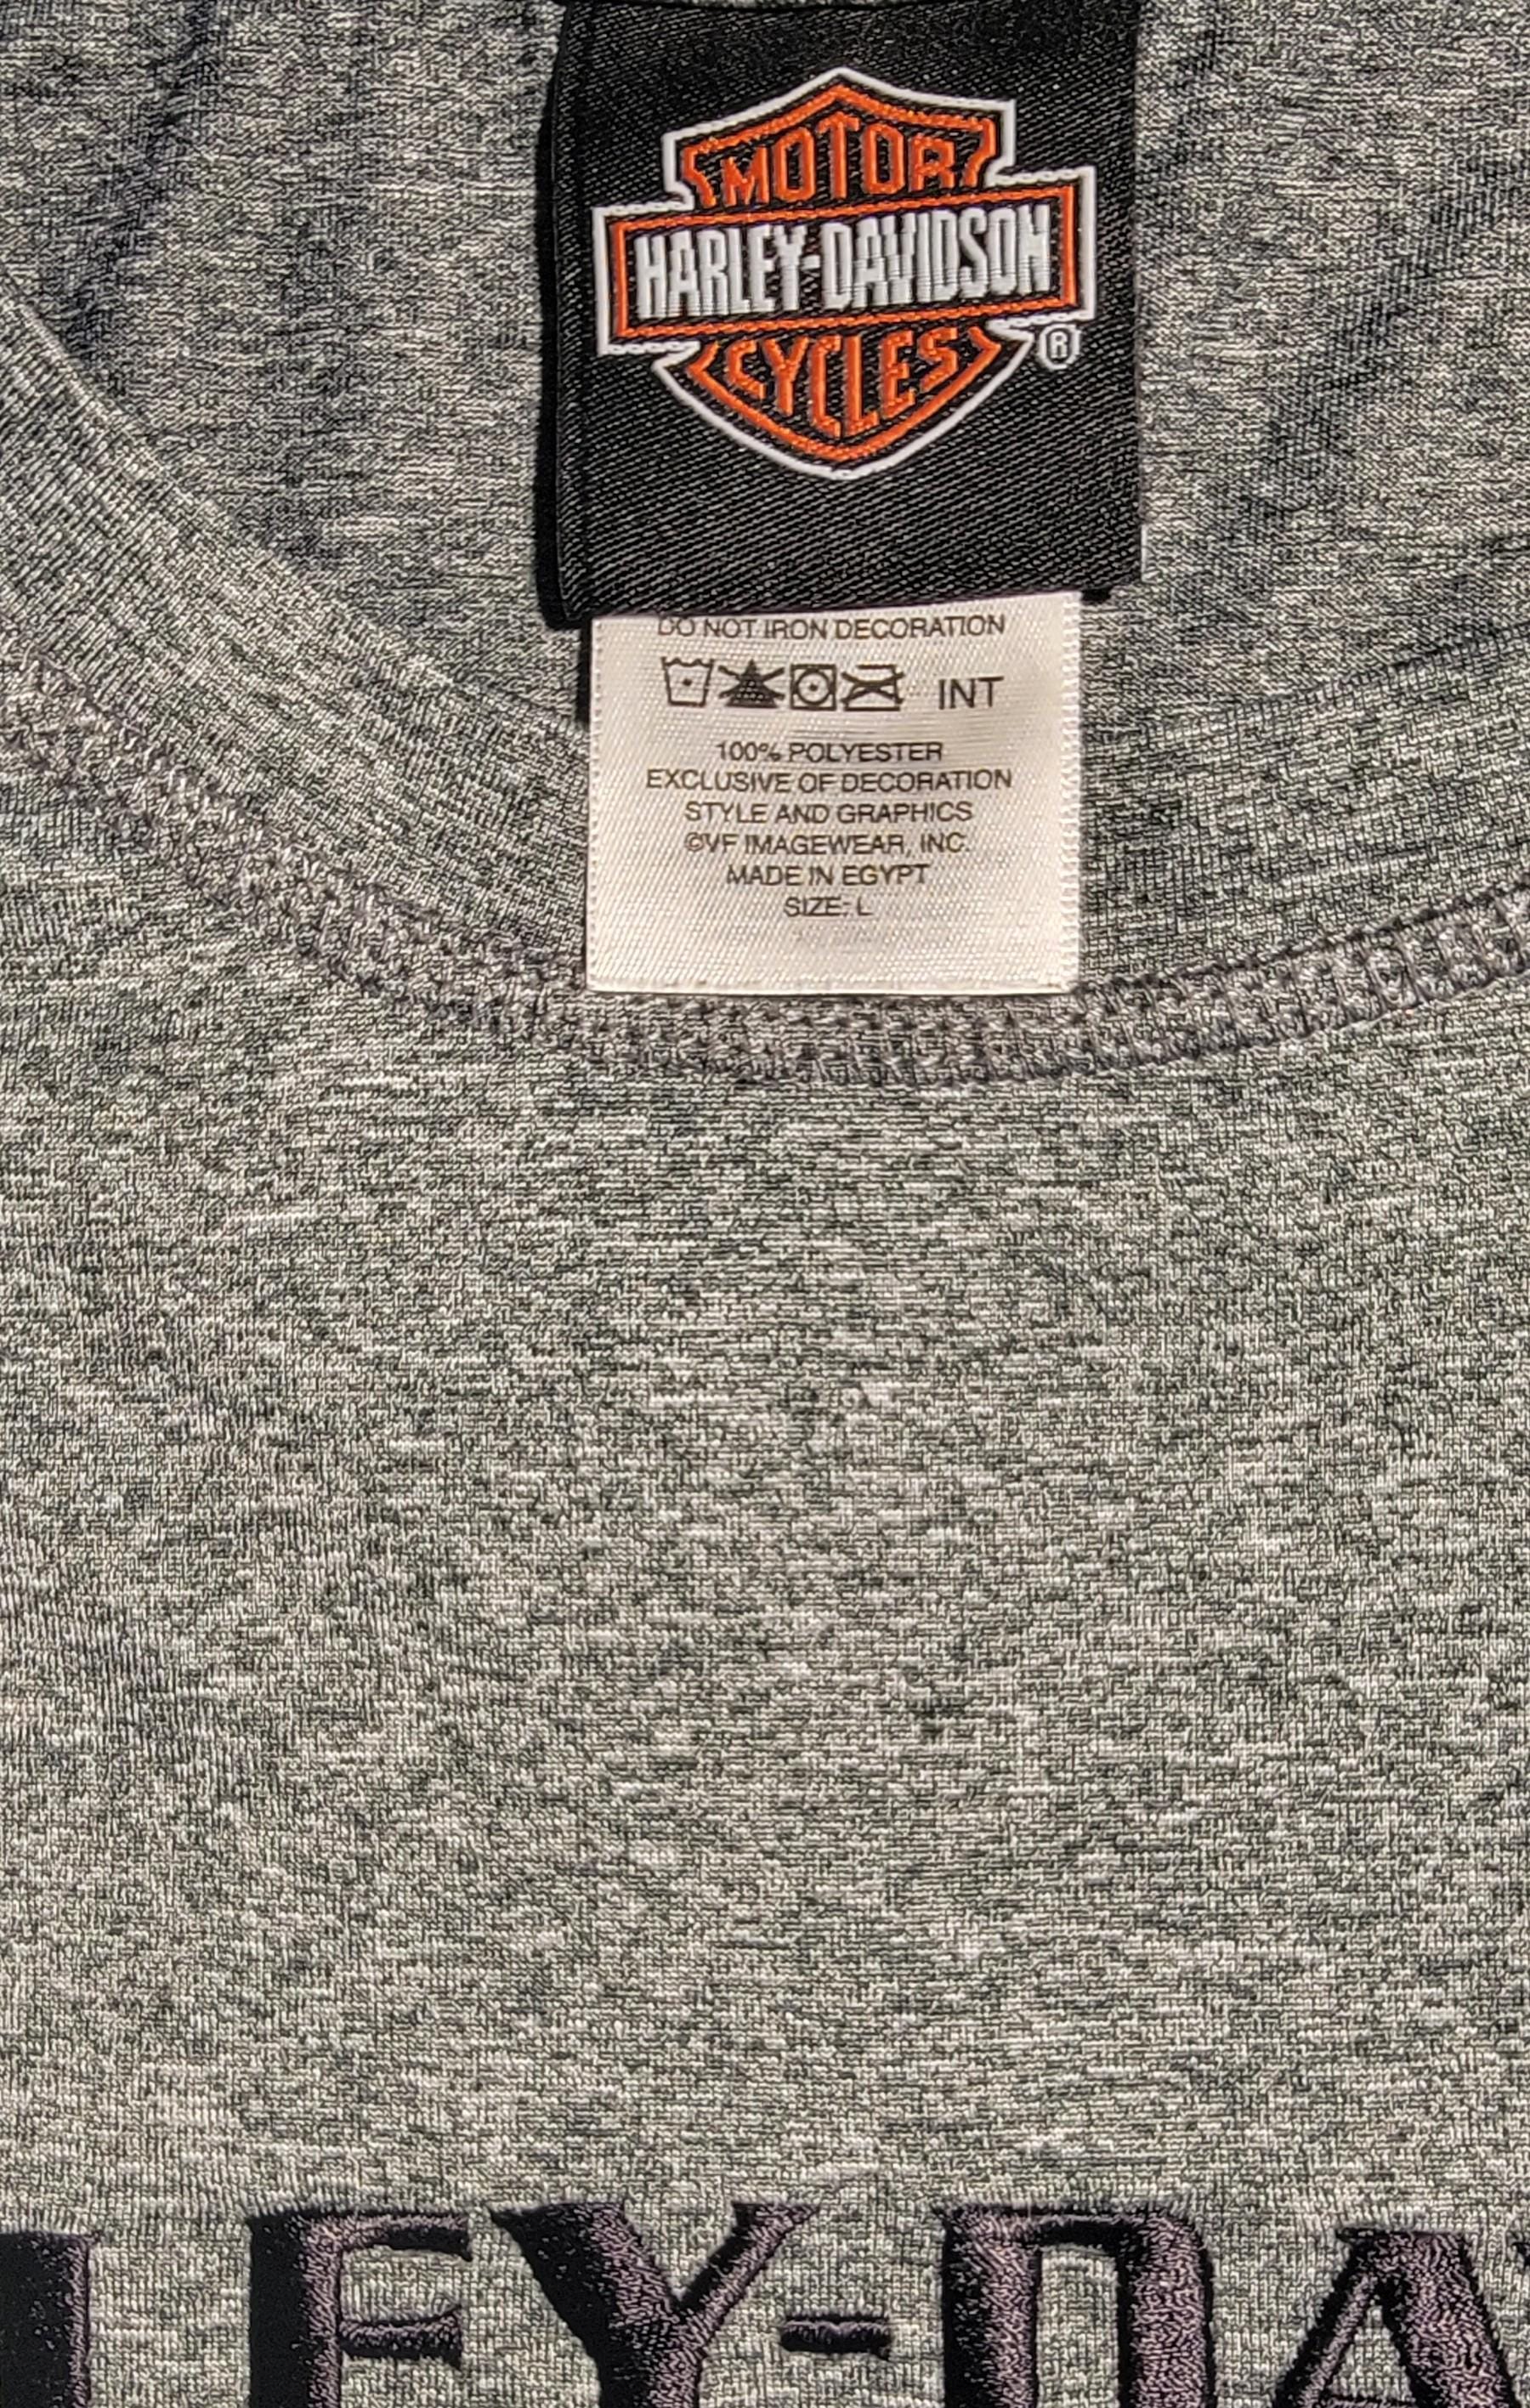 MOTOR
HARLEY-DAVIDSON
CYCLES
®
DO NOT IRON DECORATION
INT
100% POLYESTER
EXCLUSIVE OF DECORATION
STYLE AND GRAPHICS
©VF IMAGEWEAR, INC.
MADE IN EGYPT
SIZE: L
EY-DA